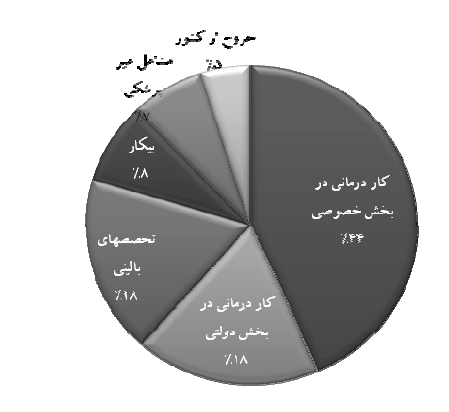 خروج از کشور
٪۵
مشاغل غیر
پزشکی
٪۷
بیکار
٪۸
تخصصهای
بالینی
٪۱۸
کار درمانی در
بخش دولتی
٪۱۸
کار درمانی در
بخش خصوصی
٪۴۴